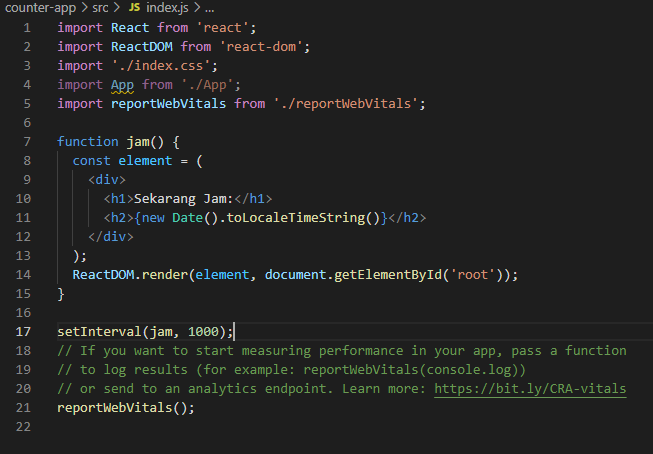 counter-app > src > JS index.js > ...
1 import React from 'react';
2 import ReactDOM from 'react-dom';
3 import './index.css';
4 import App from './App';
5 import reportWebVitals from './reportWebVitals';
6
7 function jam() {
8   const element = (
9     <div>
10       <h1>Sekarang Jam:</h1>
11       <h2>{new Date().toLocaleTimeString()}</h2>
12     </div>
13   );
14   ReactDOM.render(element, document.getElementById('root'));
15 }
16
17 setInterval(jam, 1000);
18 // If you want to start measuring performance in your app, pass a function
19 // to log results (for example: reportWebVitals(console.log))
20 // or send to an analytics endpoint. Learn more: https://bit.ly/CRA-vitals
21 reportWebVitals();
22